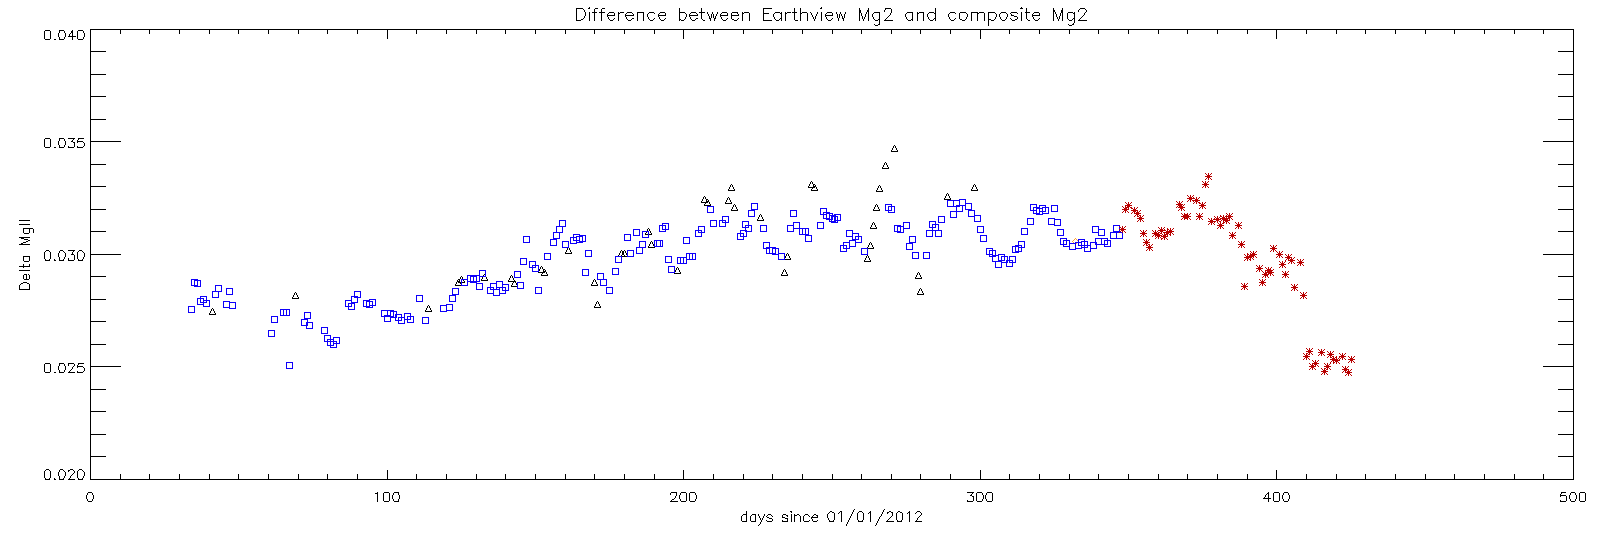 Difference between Earthview Mg2 and composite Mg2
0.040
0.035
0.030
0.025
0.020
Delta MgII
0 100 200 300 400 500
days since 01/01/2012